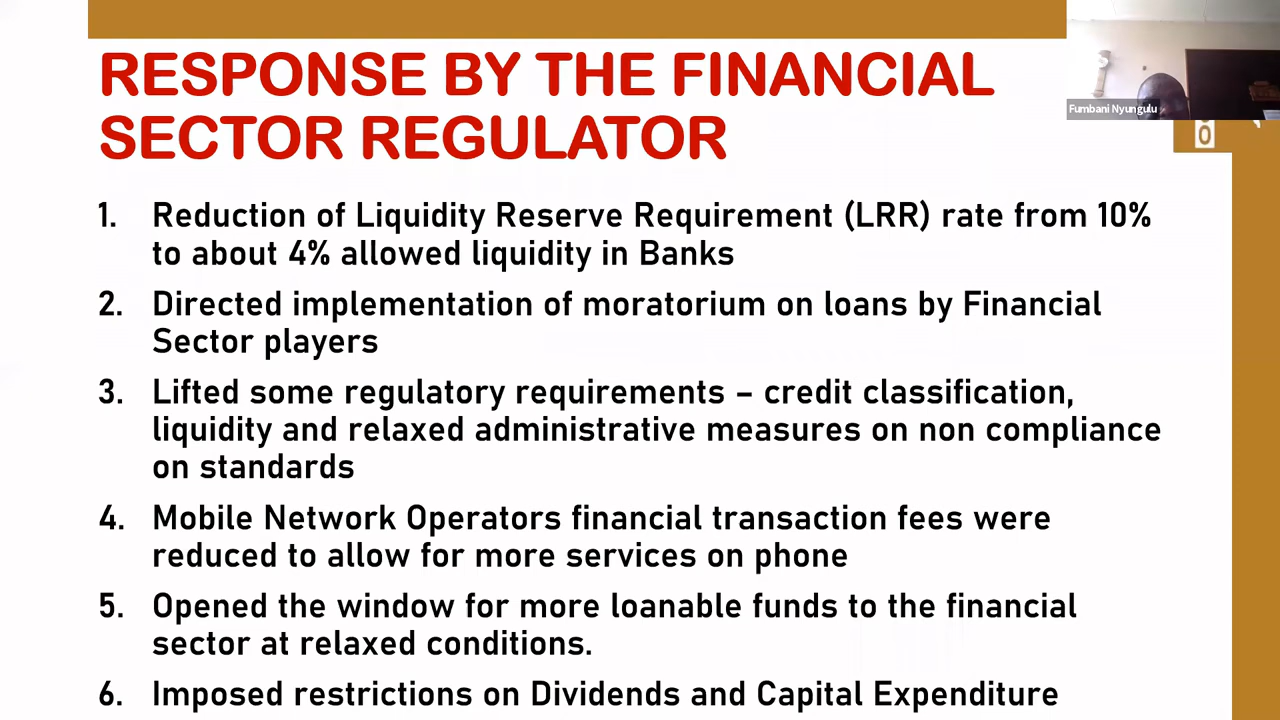 RESPONSE BY THE FINANCIAL
SECTOR REGULATOR
Fumbani Nyungulu
1. Reduction of Liquidity Reserve Requirement (LRR) rate from 10%
to about 4% allowed liquidity in Banks
2. Directed implementation of moratorium on loans by Financial
Sector players
3. Lifted some regulatory requirements – credit classification,
liquidity and relaxed administrative measures on non compliance
on standards
4. Mobile Network Operators financial transaction fees were
reduced to allow for more services on phone
5. Opened the window for more loanable funds to the financial
sector at relaxed conditions.
6. Imposed restrictions on Dividends and Capital Expenditure